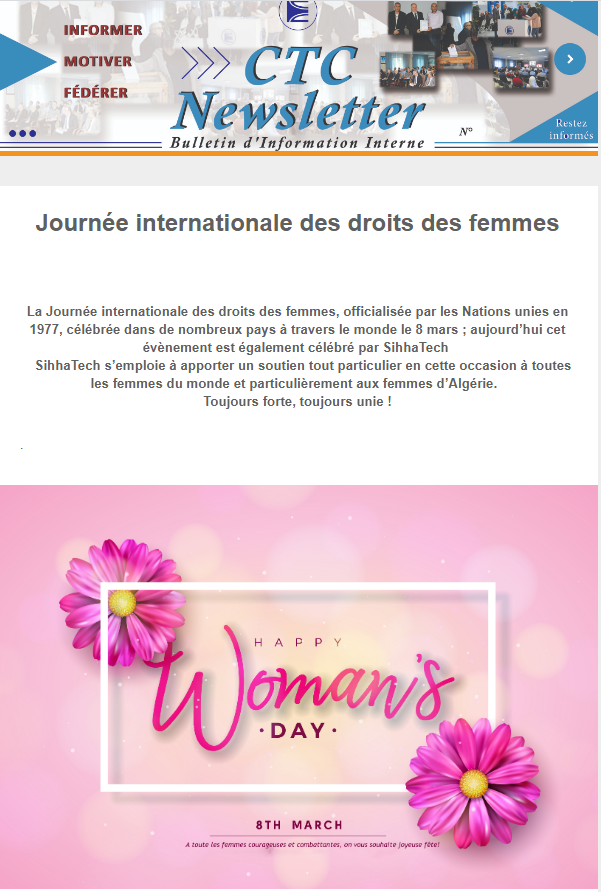 INFORMER
MOTIVER
FÉDÉRER
CTC
Newsletter
Bulletin d'Information Interne
N°
Restez
informés
Journée internationale des droits des femmes
La Journée internationale des droits des femmes, officialisée par les Nations unies en
1977, célébrée dans de nombreux pays à travers le monde le 8 mars ; aujourd’hui cet
évènement est également célébré par SihhaTech
SihhaTech s’emploie à apporter un soutien tout particulier en cette occasion à toutes
les femmes du monde et particulièrement aux femmes d’Algérie.
Toujours forte, toujours unie !
.
HAPPY
Woman's
·DAY·
8TH MARCH
A toute les femmes courageuses et combattantes, on vous souhaite joyeuse fête!